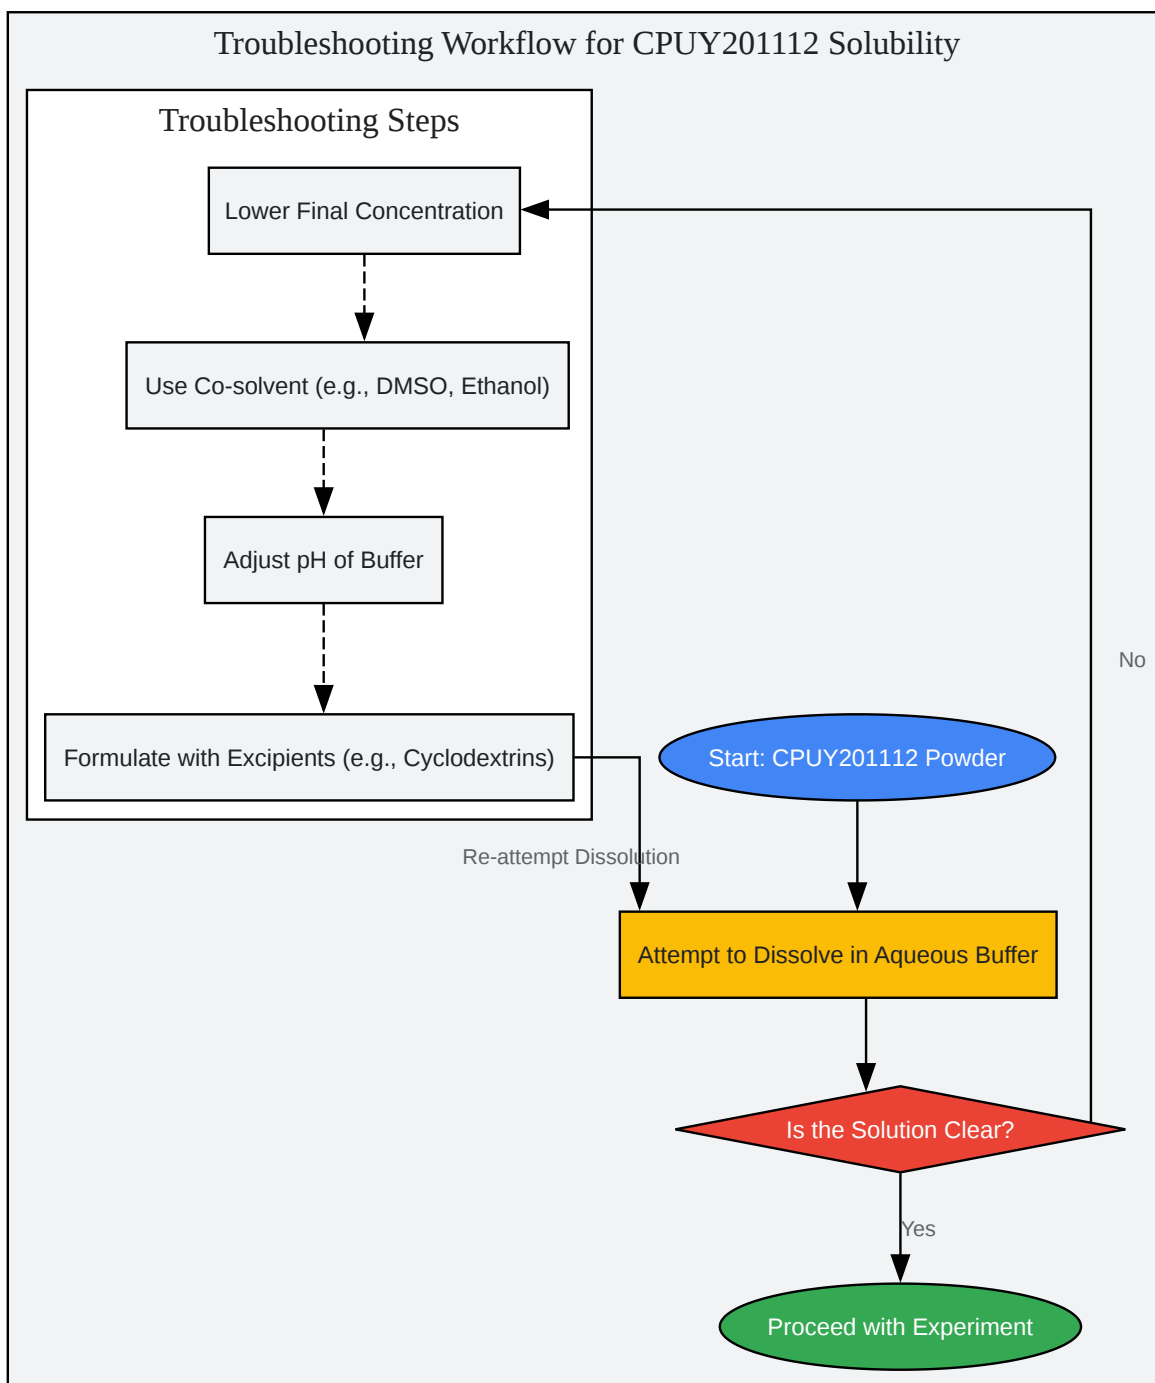 Troubleshooting Workflow for CPUY201112 Solubility
Troubleshooting Steps
Lower Final Concentration
Use Co-solvent (e.g., DMSO, Ethanol)
Adjust pH of Buffer
No
Formulate with Excipients (e.g., Cyclodextrins)
Start: CPUY201112 Powder
Re-attempt Dissolution
Attempt to Dissolve in Aqueous Buffer
Is the Solution Clear?
Yes
Proceed with Experiment